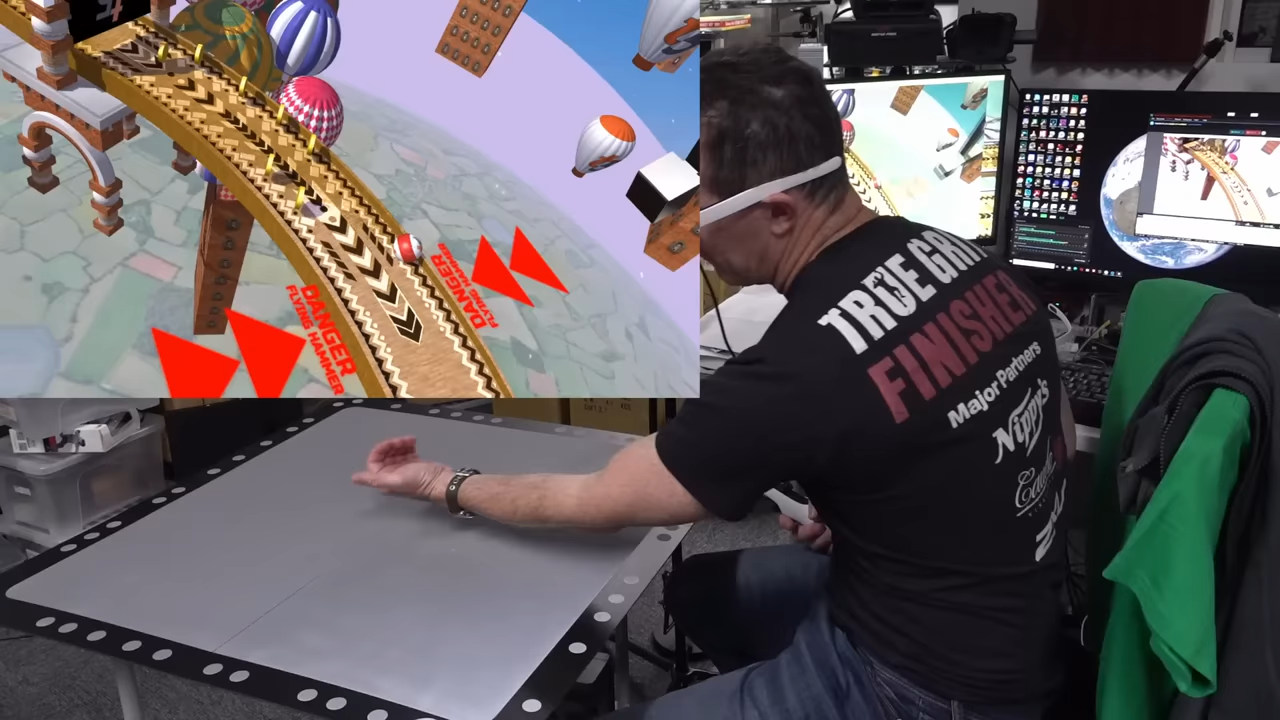 DANGER
FLYING HAMMER
DANGER
FLYING HAMMER
TRUE GRIT
FINISHER
Major Partners
Nippy's